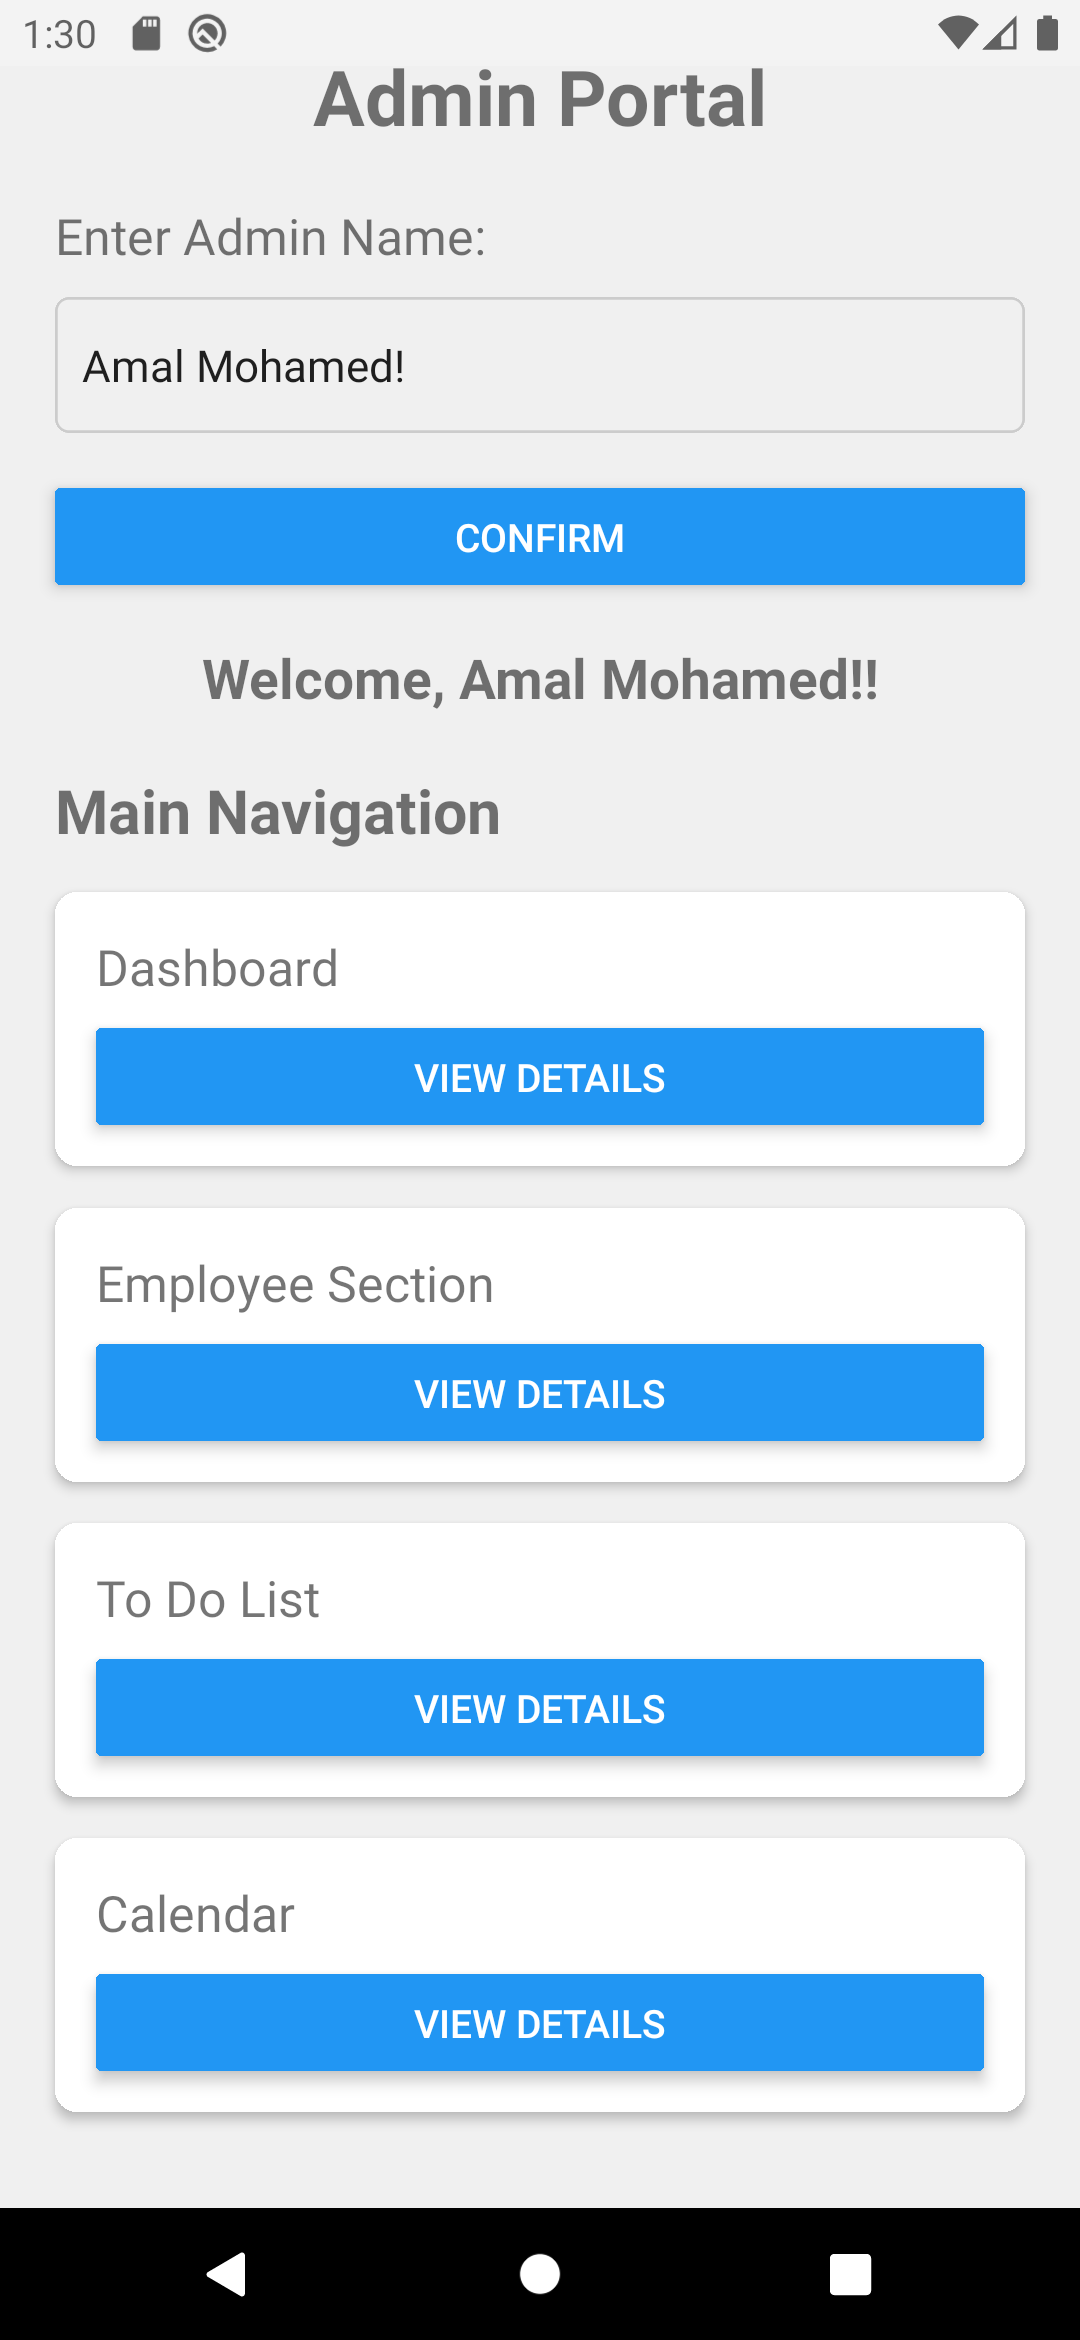 1:30
Admin Portal
Enter Admin Name:
Amal Mohamed!
CONFIRM
Welcome, Amal Mohamed!!
Main Navigation
Dashboard
VIEW DETAILS
Employee Section
VIEW DETAILS
To Do List
VIEW DETAILS
Calendar
VIEW DETAILS